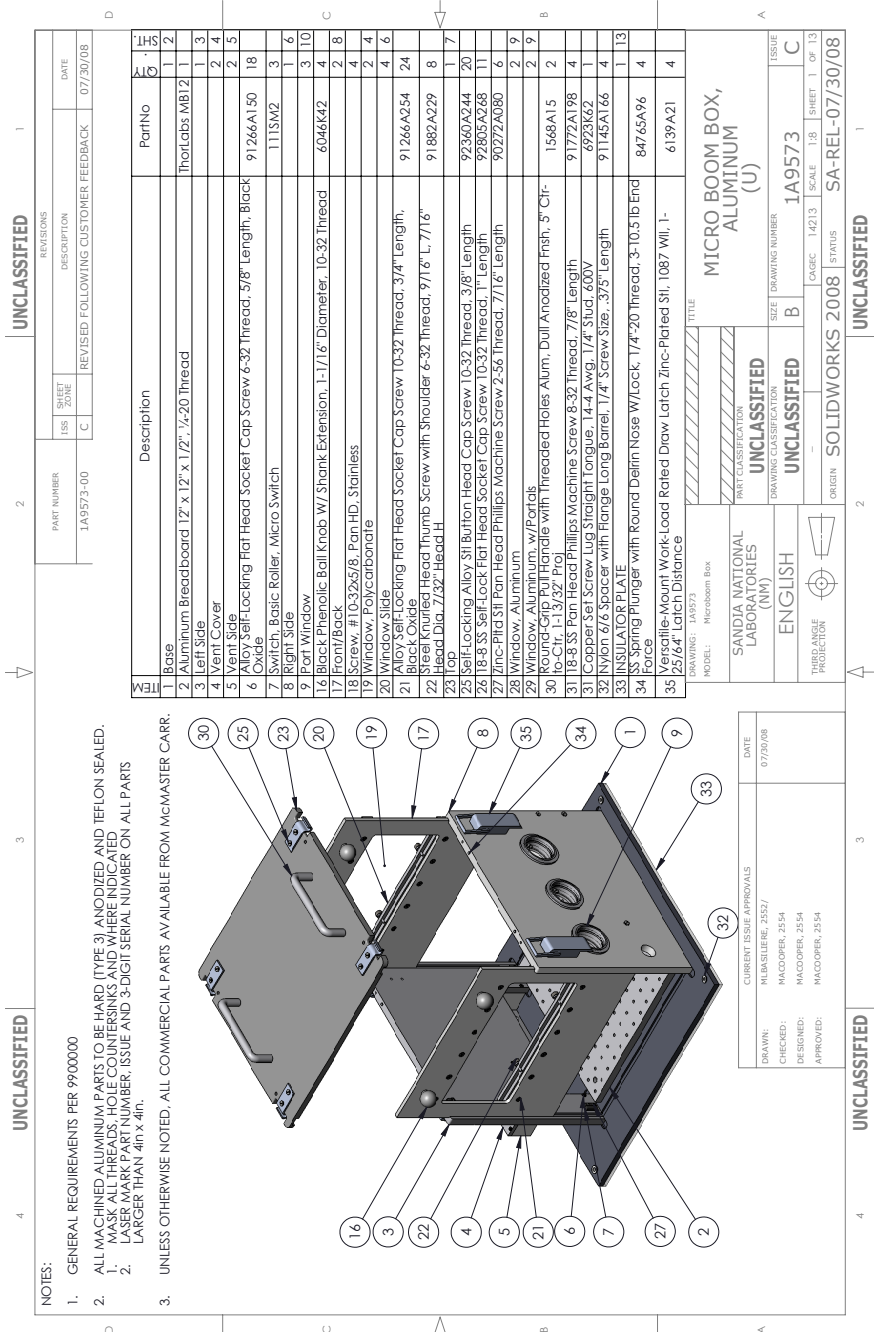 UNCLASSIFIED
UNCLASSIFIED
4
3
2
1
NOTES:
1. GENERAL REQUIREMENTS PER 9900000
2. ALL MACHINED ALUMINUM PARTS TO BE HARD (TYPE 3) ANODIZED AND TEFLON SEALED.
1. MASK ALL THREADS, HOLE COUNTERSINKS AND WHERE INDICATED
2. LASER MARK PART NUMBER, ISSUE AND 3-DIGIT SERIAL NUMBER ON ALL PARTS
LARGER THAN 4in x 4in.
3. UNLESS OTHERWISE NOTED, ALL COMMERCIAL PARTS AVAILABLE FROM McMASTER CARR.
PART NUMBER
1A9573-00
REVISIONS
ISS SHEET ZONE DESCRIPTION DATE
C REVISED FOLLOWING CUSTOMER FEEDBACK 07/30/08
D
C
B
A
D
C
B
A
ITEM Description PartNo QTY. SHT.
1 Base 1 2
2 Aluminum Breadboard 12" x 12" x 1/2", ¼-20 Thread ThorLabs MB12 1
3 Left Side 1 3
4 Vent Cover 2 4
5 Vent Side 2 5
6 Alloy Self-Locking Flat Head Socket Cap Screw 6-32 Thread, 5/8" Length, Black
Oxide 91266A150 18
7 Switch, Basic Roller, Micro Switch 111SM2 3
8 Right Side 1 6
9 Port Window 3 10
16 Black Phenolic Ball Knob W/ Shank Extension, 1-1/16" Diameter, 10-32 Thread 6046K42 4
17 Front/Back 2 8
18 Screw, #10-32x5/8, Pan HD, Stainless 1
19 Window, Polycarbonate 2 4
20 Window Slide 4 6
21 Alloy Self-Locking Flat Head Socket Cap Screw 10-32 Thread, 3/4" Length,
Black Oxide 91266A254 24
22 Steel Knurled Head Thumb Screw with Shoulder 6-32 Thread, 9/16" L, 7/16"
Head Dia, 7/32" Head H 91882A229 8
23 Top 1 7
25 Self-Locking Alloy Stl Button Head Cap Screw 10-32 Thread, 3/8" Length 92360A244 20
26 18-8 SS Self-Lock Flat Head Socket Cap Screw 10-32 Thread, 1" Length 92805A268 11
27 Zinc-Pltd Stl Pan Head Phillips Machine Screw 2-56 Thread, 7/16" Length 90272A080 6
28 Window, Aluminum 2 9
29 Window, Aluminum, w/Portals 2 9
30 Round-Grip Pull Handle with Threaded Holes Alum, Dull Anodized Fnsh, 5" Ctr-
to-Ctr, 1-13/32" Proj 1568A15 2
31 18-8 SS Pan Head Phillips Machine Screw 8-32 Thread, 7/8" Length 91772A198 4
31 Copper Set Screw Lug Straight Tongue, 14-4 Awg, 1/4" Stud, 600V 6923K62 1
32 Nylon 6/6 Spacer with Flange Long Barrel, 1/4" Screw Size, .375" Length 91145A166 4
33 INSULATOR PLATE 1 13
34 SS Spring Plunger with Round Delrin Nose W/Lock, 1/4"-20 Thread, 3-10.5 lb End
Force 84765A96 4
35 Versatile-Mount Work-Load Rated Draw Latch Zinc-Plated Stl, 1087 Wll, 1-
25/64" Latch Distance 6139A21 4
30
25
23
20
19
17
8
35
34
1
9
33
32
16
3
22
4
5
21
6
7
27
2
CURRENT ISSUE APPROVALS DATE
DRAWN: MLBASILIERE, 2552/ 07/30/08
CHECKED: MACOOPER, 2554
DESIGNED: MACOOPER, 2554
APPROVED: MACOOPER, 2554
DRAWING: 1A9573
MODEL: Microboom Box
SANDIA NATIONAL
LABORATORIES
(NM)
ENGLISH
THIRD ANGLE
PROJECTION
PART CLASSIFICATION
UNCLASSIFIED
DRAWING CLASSIFICATION
UNCLASSIFIED
-
ORIGIN SOLIDWORKS 2008
TITLE
MICRO BOOM BOX,
ALUMINUM
(U)
SIZE B
DRAWING NUMBER 1A9573
ISSUE C
CAGEC 14213 SCALE 1:8 SHEET 1 OF 13
STATUS SA-REL-07/30/08
4
3
2
1
UNCLASSIFIED
UNCLASSIFIED